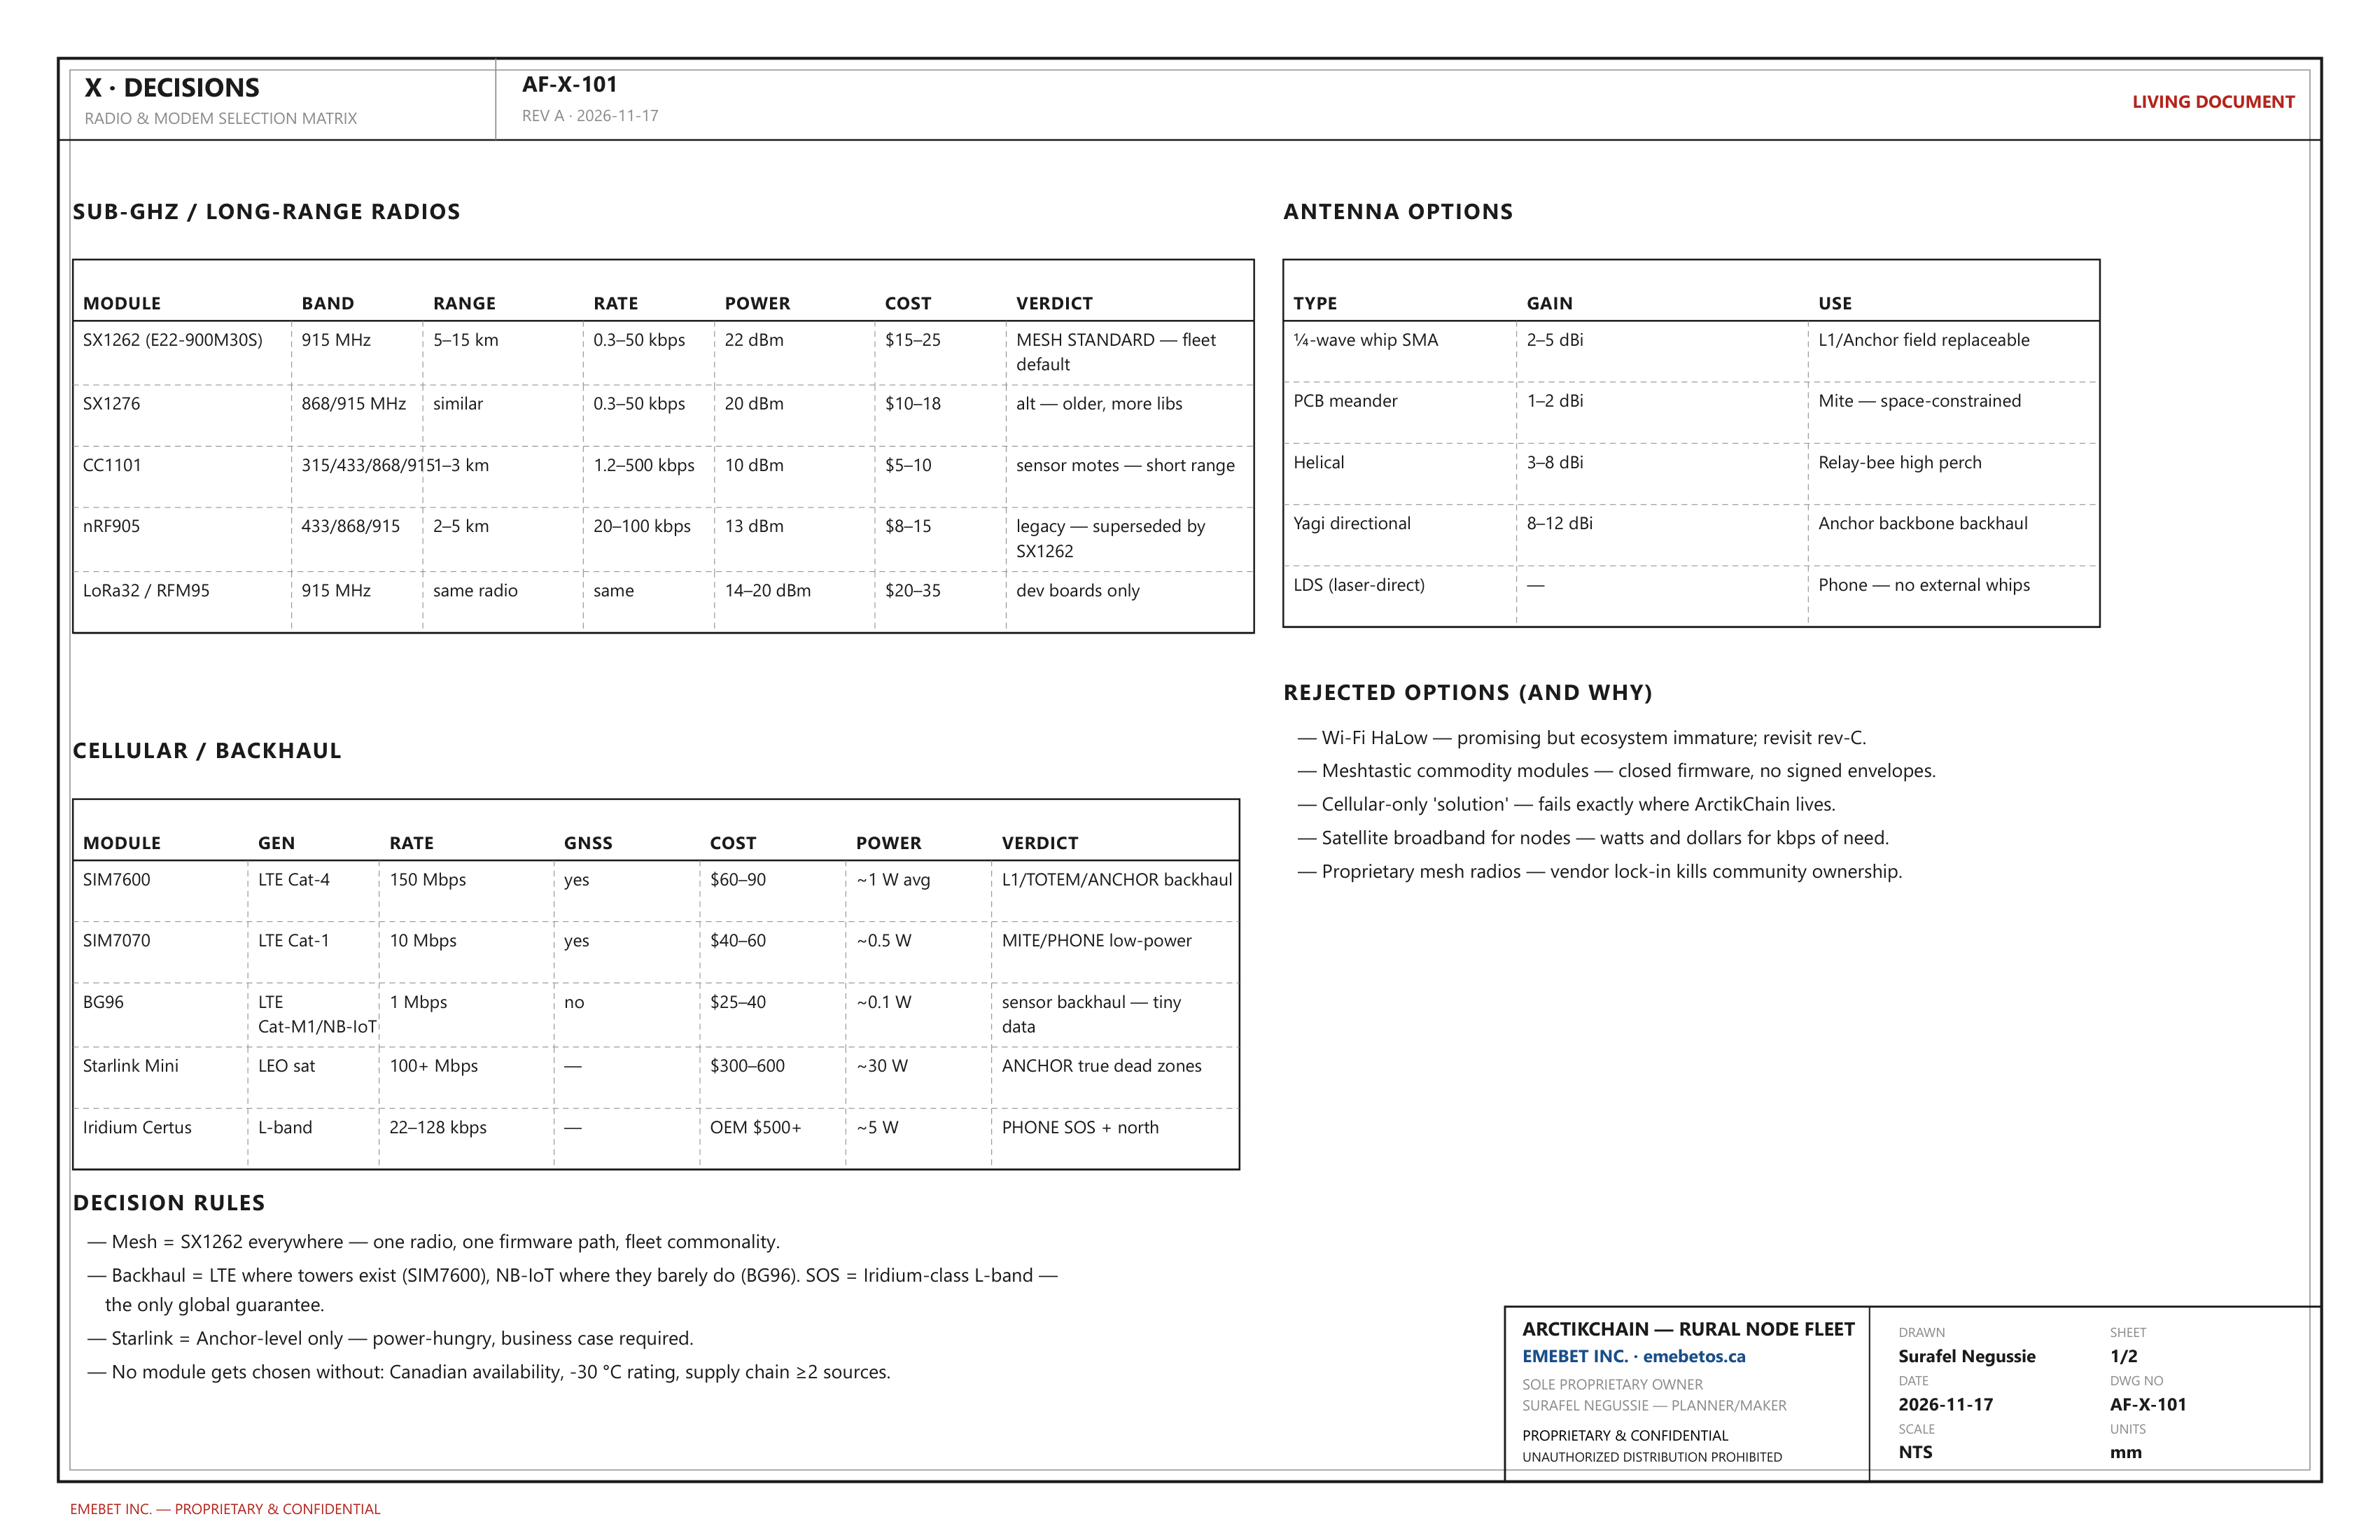 X · DECISIONS
RADIO & MODEM SELECTION MATRIX
AF-X-101
REV A · 2026-11-17
LIVING DOCUMENT
SUB-GHZ / LONG-RANGE RADIOS
MODULE BAND RANGE RATE POWER COST VERDICT
SX1262 (E22-900M30S) 915 MHz 5–15 km 0.3–50 kbps 22 dBm $15–25 MESH STANDARD — fleet
default
SX1276 868/915 MHz similar 0.3–50 kbps 20 dBm $10–18 alt — older, more libs
CC1101 315/433/868/915 1–3 km 1.2–500 kbps 10 dBm $5–10 sensor motes — short range
nRF905 433/868/915 2–5 km 20–100 kbps 13 dBm $8–15 legacy — superseded by
SX1262
LoRa32 / RFM95 915 MHz same radio same 14–20 dBm $20–35 dev boards only
CELLULAR / BACKHAUL
MODULE GEN RATE GNSS COST POWER VERDICT
SIM7600 LTE Cat-4 150 Mbps yes $60–90 ~1 W avg L1/TOTEM/ANCHOR backhaul
SIM7070 LTE Cat-1 10 Mbps yes $40–60 ~0.5 W MITE/PHONE low-power
BG96 LTE 1 Mbps no $25–40 ~0.1 W sensor backhaul — tiny
Cat-M1/NB-IoT data
Starlink Mini LEO sat 100+ Mbps — $300–600 ~30 W ANCHOR true dead zones
Iridium Certus L-band 22–128 kbps — OEM $500+ ~5 W PHONE SOS + north
DECISION RULES
— Mesh = SX1262 everywhere — one radio, one firmware path, fleet commonality.
— Backhaul = LTE where towers exist (SIM7600), NB-IoT where they barely do (BG96). SOS = Iridium-class L-band —
the only global guarantee.
— Starlink = Anchor-level only — power-hungry, business case required.
— No module gets chosen without: Canadian availability, -30 °C rating, supply chain ≥2 sources.
ANTENNA OPTIONS
TYPE GAIN USE
¼-wave whip SMA 2–5 dBi L1/Anchor field replaceable
PCB meander 1–2 dBi Mite — space-constrained
Helical 3–8 dBi Relay-bee high perch
Yagi directional 8–12 dBi Anchor backbone backhaul
LDS (laser-direct) — Phone — no external whips
REJECTED OPTIONS (AND WHY)
— Wi-Fi HaLow — promising but ecosystem immature; revisit rev-C.
— Meshtastic commodity modules — closed firmware, no signed envelopes.
— Cellular-only 'solution' — fails exactly where ArctikChain lives.
— Satellite broadband for nodes — watts and dollars for kbps of need.
— Proprietary mesh radios — vendor lock-in kills community ownership.
ARCTIKCHAIN — RURAL NODE FLEET
EMEBET INC. · emebetos.ca
SOLE PROPRIETARY OWNER
SURAFEL NEGUSSIE — PLANNER/MAKER
PROPRIETARY & CONFIDENTIAL
UNAUTHORIZED DISTRIBUTION PROHIBITED
DRAWN SHEET
Surafel Negussie 1/2
DATE DWG NO
2026-11-17 AF-X-101
SCALE UNITS
NTS mm
EMEBET INC. — PROPRIETARY & CONFIDENTIAL